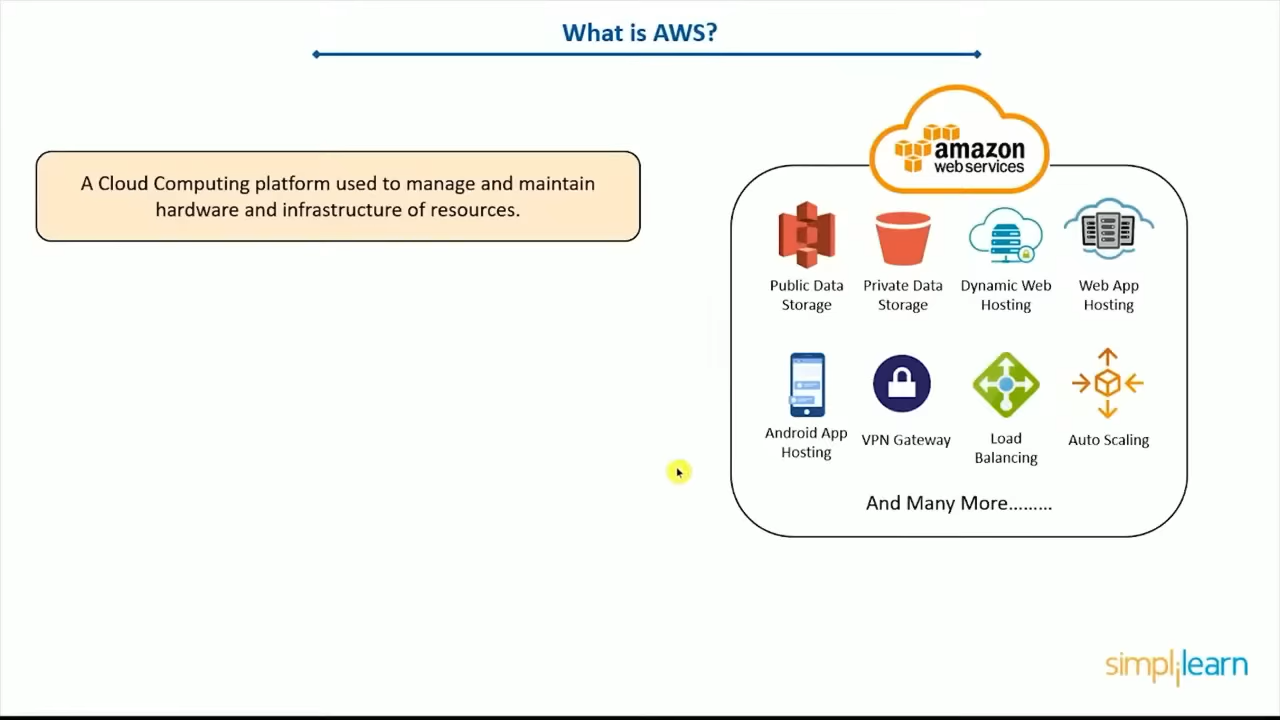 What is AWS?
A Cloud Computing platform used to manage and maintain
hardware and infrastructure of resources.
amazon
web services
Public Data
Storage
Private Data
Storage
Dynamic Web
Hosting
Web App
Hosting
Android App
Hosting
VPN Gateway
Load
Balancing
Auto Scaling
And Many More.........
simplilearn